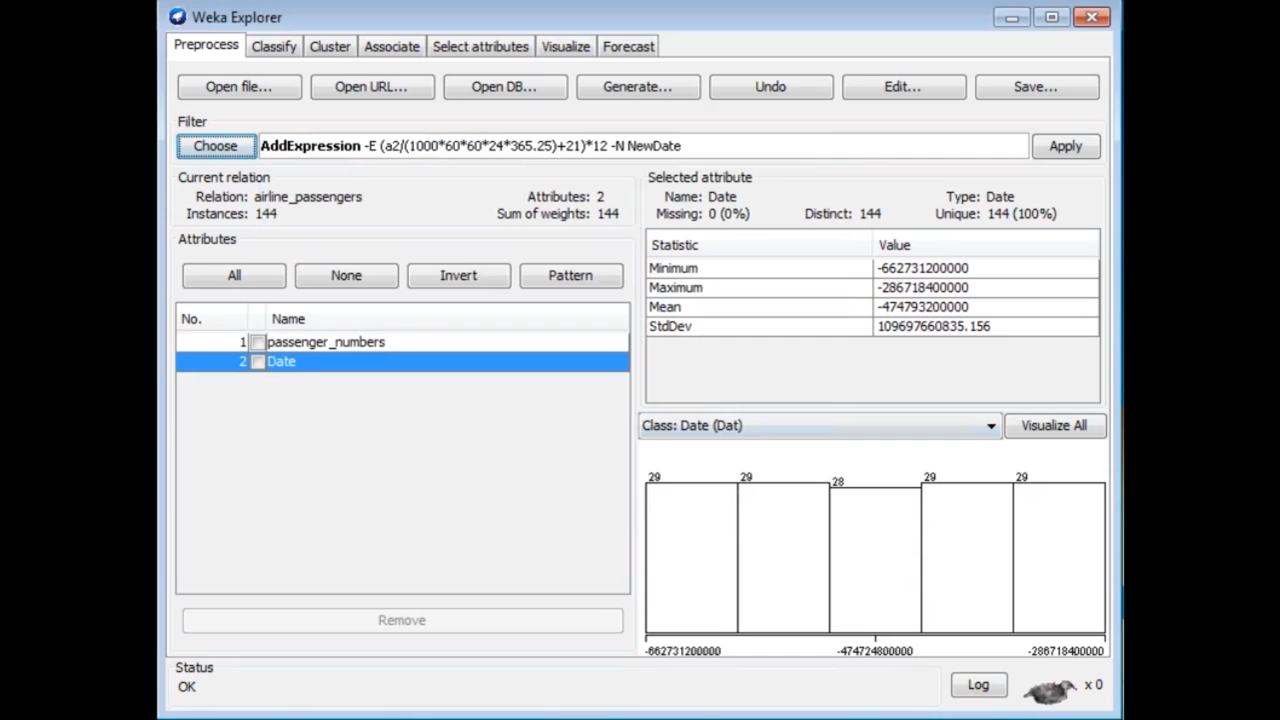 Weka Explorer
Preprocess Classify Cluster Associate Select attributes Visualize Forecast
Open file... Open URL... Open DB... Generate... Undo Edit... Save...
Filter
Choose AddExpression -E (a2/(1000*60*60*24*365.25)+21)*12 -N NewDate Apply
Current relation
Relation: airline_passengers Attributes: 2
Instances: 144 Sum of weights: 144
Selected attribute
Name: Date Type: Date
Missing: 0 (0%) Distinct: 144 Unique: 144 (100%)
Attributes
All None Invert Pattern
No. Name
1 passenger_numbers
2 Date
Remove
Statistic Value
Minimum -662731200000
Maximum -286718400000
Mean -474793200000
StdDev 109697660835.156
Class: Date (Dat) Visualize All
29 29 28 29 29
-662731200000 -474724800000 -286718400000
Status
OK
Log x 0